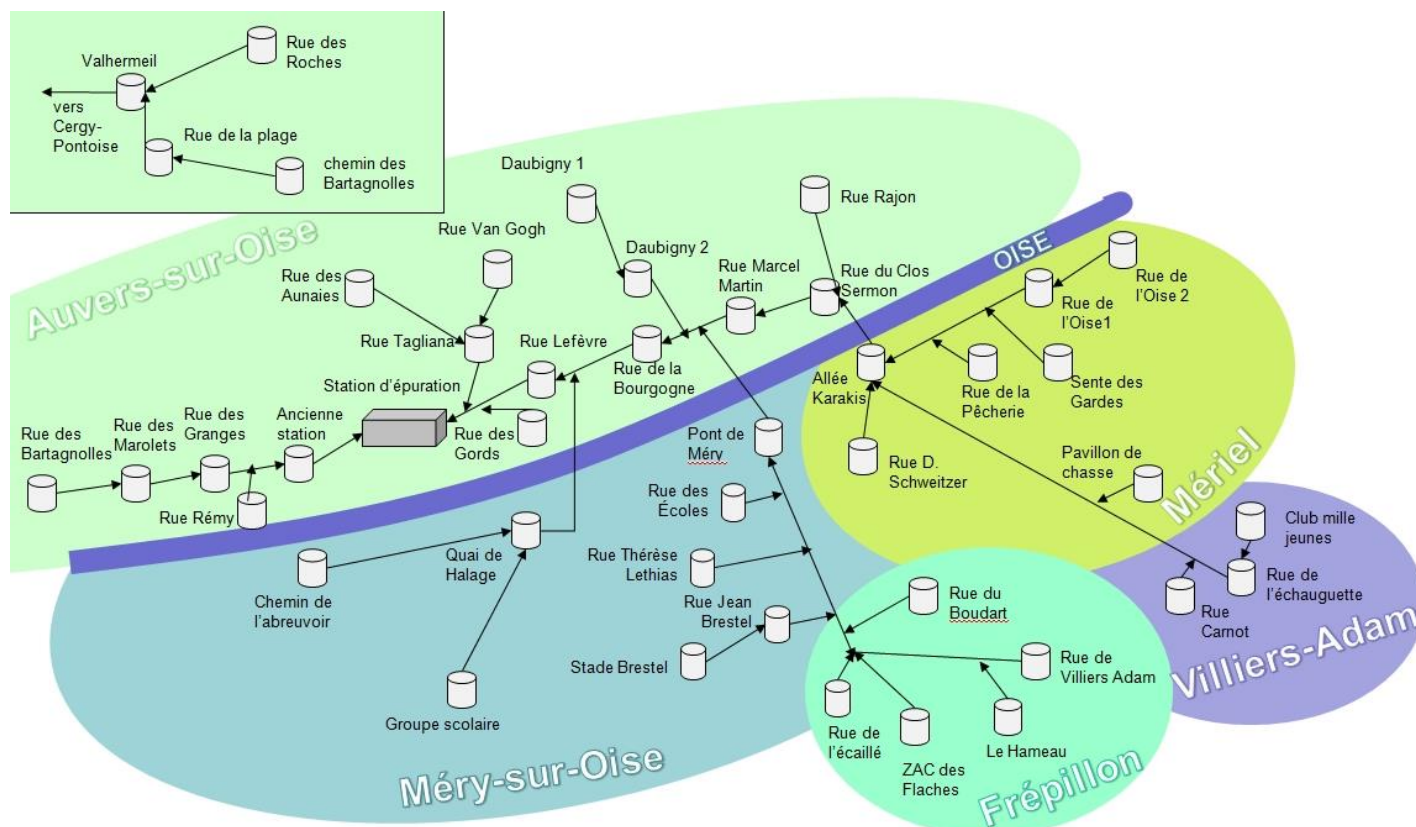 Valhermeil
Rue des
Roches
vers
Cergy-
Pontoise
Rue de la plage
chemin des
Bartagnolles
Daubigny 1
Rue Rajon
Auvers-sur-Oise
Rue Van Gogh
Rue des
Aunaies
Daubigny 2
Rue Marcel
Martin
Rue du Clos
Sermon
OISE
Rue de
l'Oise 2
Rue de
l'Oise1
Rue Tagliana
Rue Lefèvre
Rue de la
Bourgogne
Allée
Karakis
Rue de la
Pêcherie
Sente des
Gardes
Station d'épuration
Rue des
Bartagnolles
Rue des
Marolets
Rue des
Granges
Ancienne
station
Rue des
Gords
Pont de
Méry
Rue D.
Schweitzer
Pavillon de
chasse
Mériel
Rue Rémy
Rue des
Écoles
Club mille
jeunes
Quai de
Halage
Rue Thérèse
Lethias
Chemin de
l'abreuvoir
Rue de
l'échauguette
Rue
Carnot
Rue du
Boudart
Rue Jean
Brestel
Stade Brestel
Villiers-Adam
Rue de
Villiers Adam
Groupe scolaire
Rue de
l'écaillé
ZAC des
Flaches
Le Hameau
Méry-sur-Oise
Frépillon